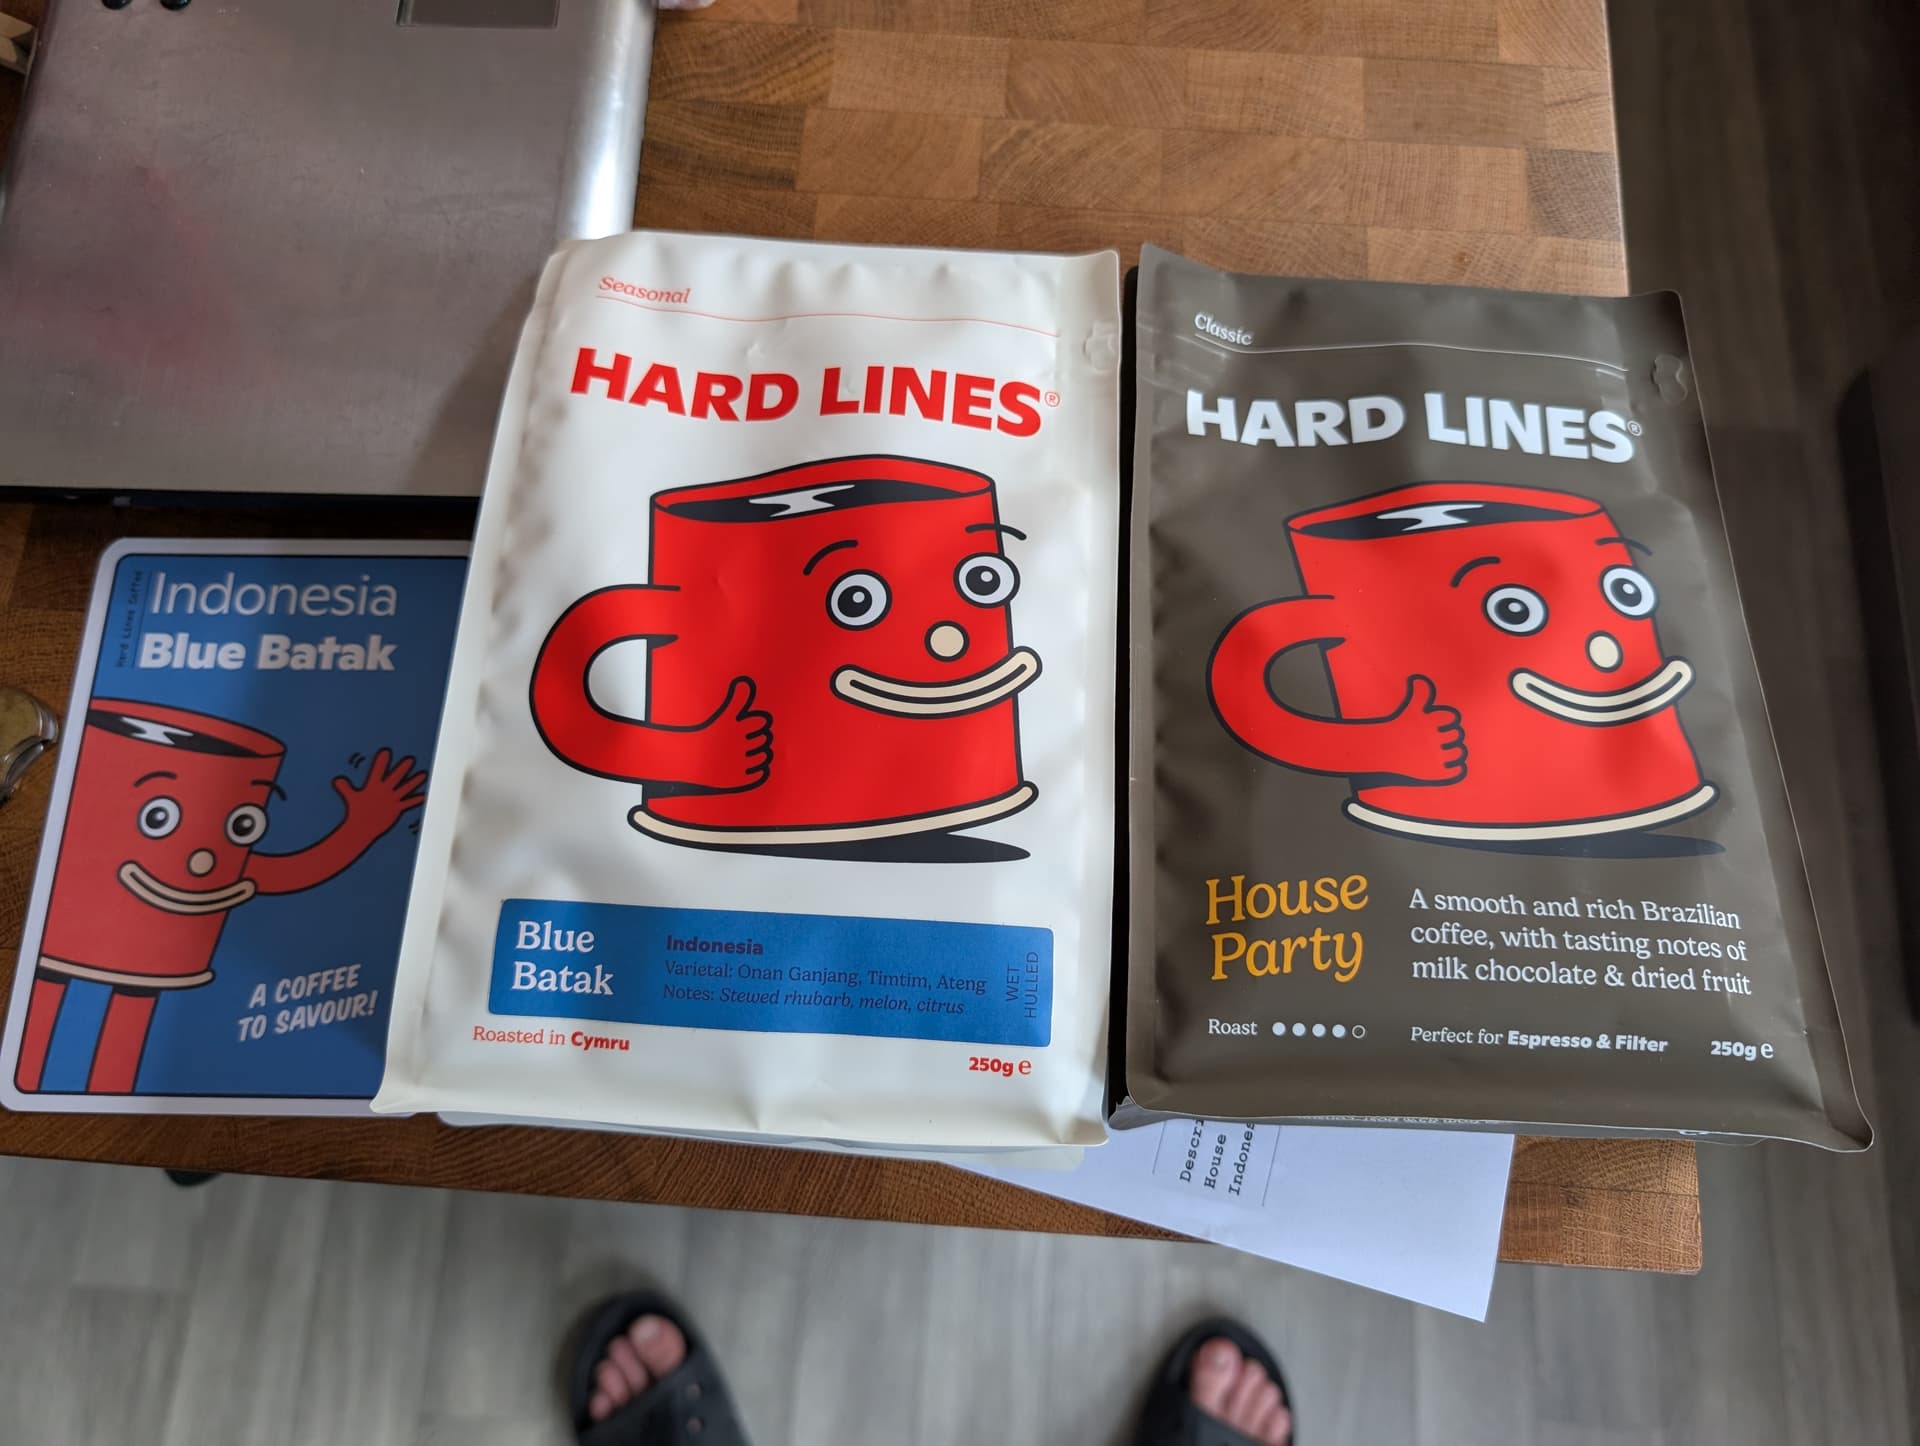 Hard Lines Coffee
Indonesia
Blue Batak
A COFFEE
TO SAVOUR!
Seasonal
HARD LINES®
Blue
Batak
Indonesia
Varietal: Onan Ganjang, Timtim, Ateng
Notes: Stewed rhubarb, melon, citrus
WET
HULLED
Roasted in Cymru
250g e
Classic
HARD LINES®
House
Party
A smooth and rich Brazilian
coffee, with tasting notes of
milk chocolate & dried fruit
Roast
Perfect for Espresso & Filter
250g e
Descri
House
Indones